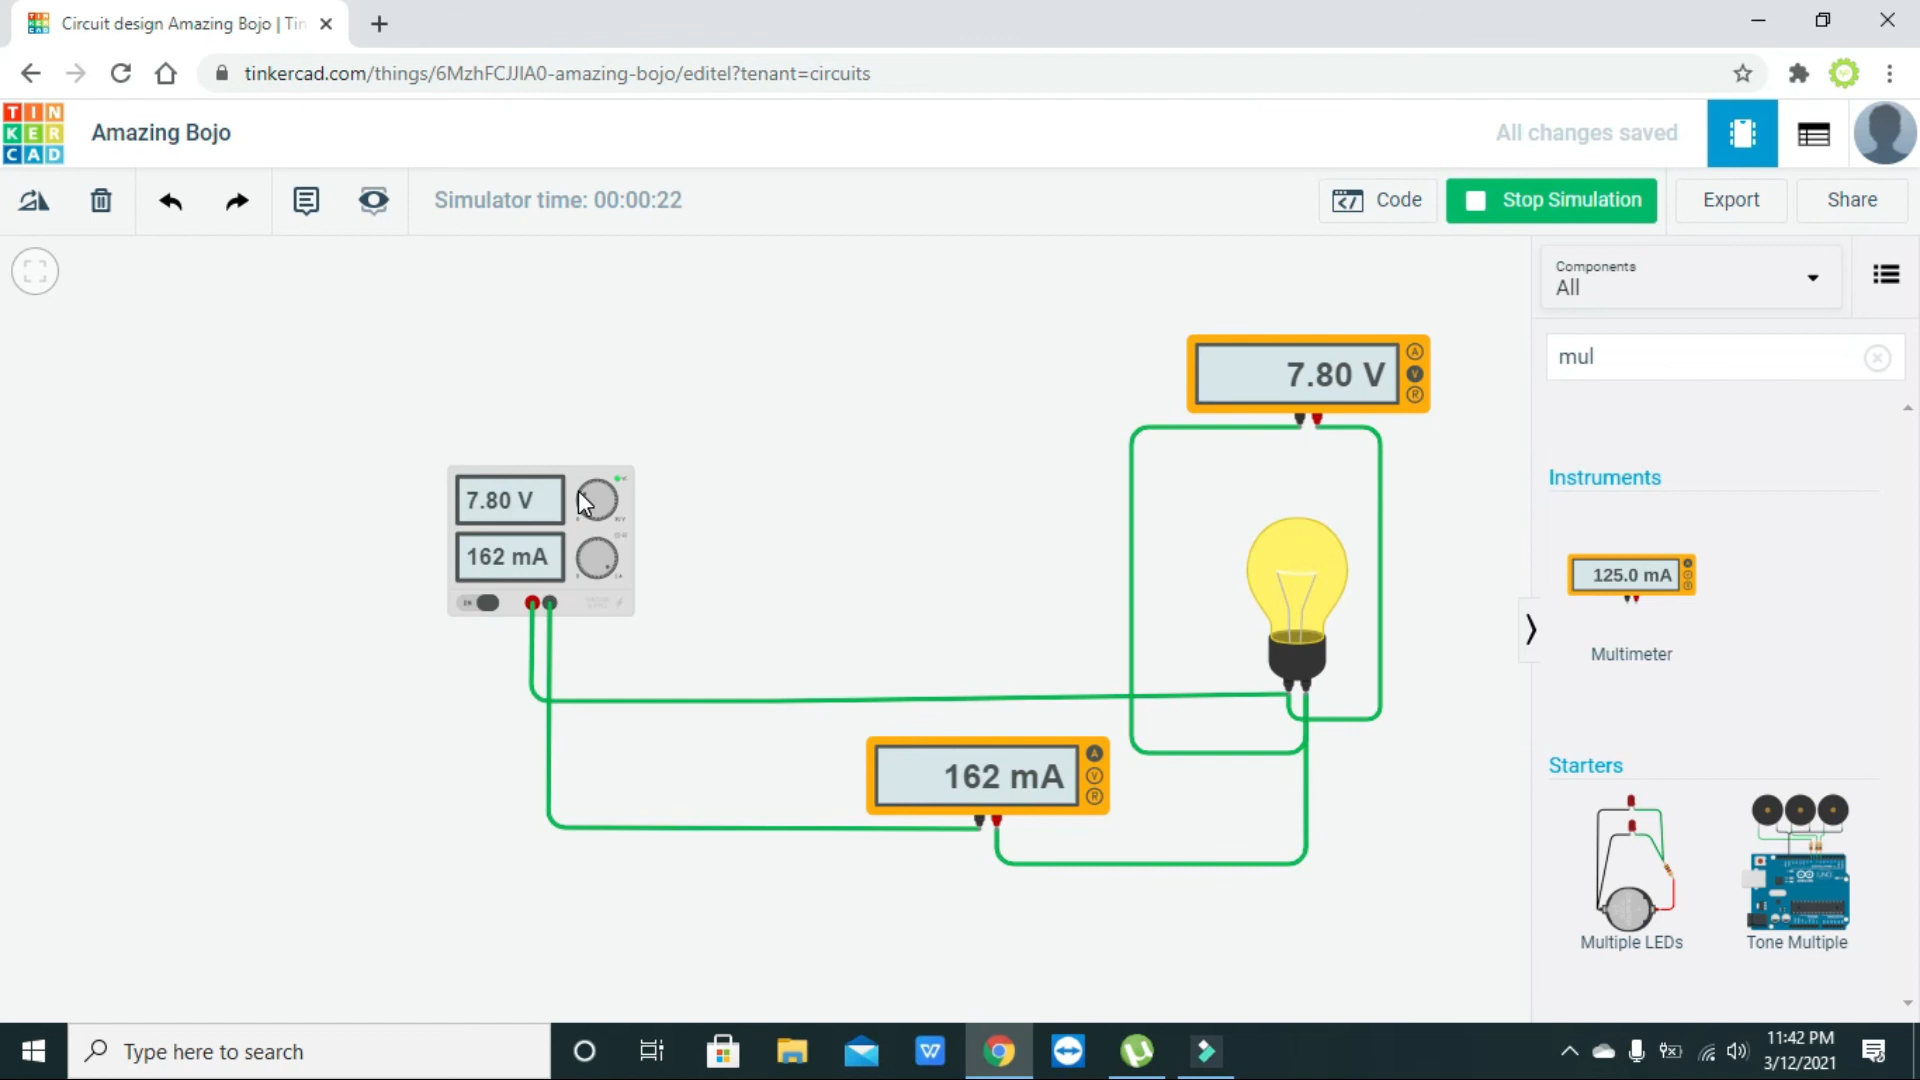 Circuit design Amazing Bojo | Tin
tinkercad.com/things/6MzhFCJJIA0-amazing-bojo/editel?tenant=circuits
TIN
KER
CAD
Amazing Bojo
All changes saved
Simulator time: 00:00:22
Code
Stop Simulation
Export
Share
Components
All
mul
7.80 V
A
V
R
7.80 V
162 mA
Instruments
125.0 mA
Multimeter
162 mA
A
V
R
Starters
Multiple LEDs
Tone Multiple
Type here to search
11:42 PM
3/12/2021